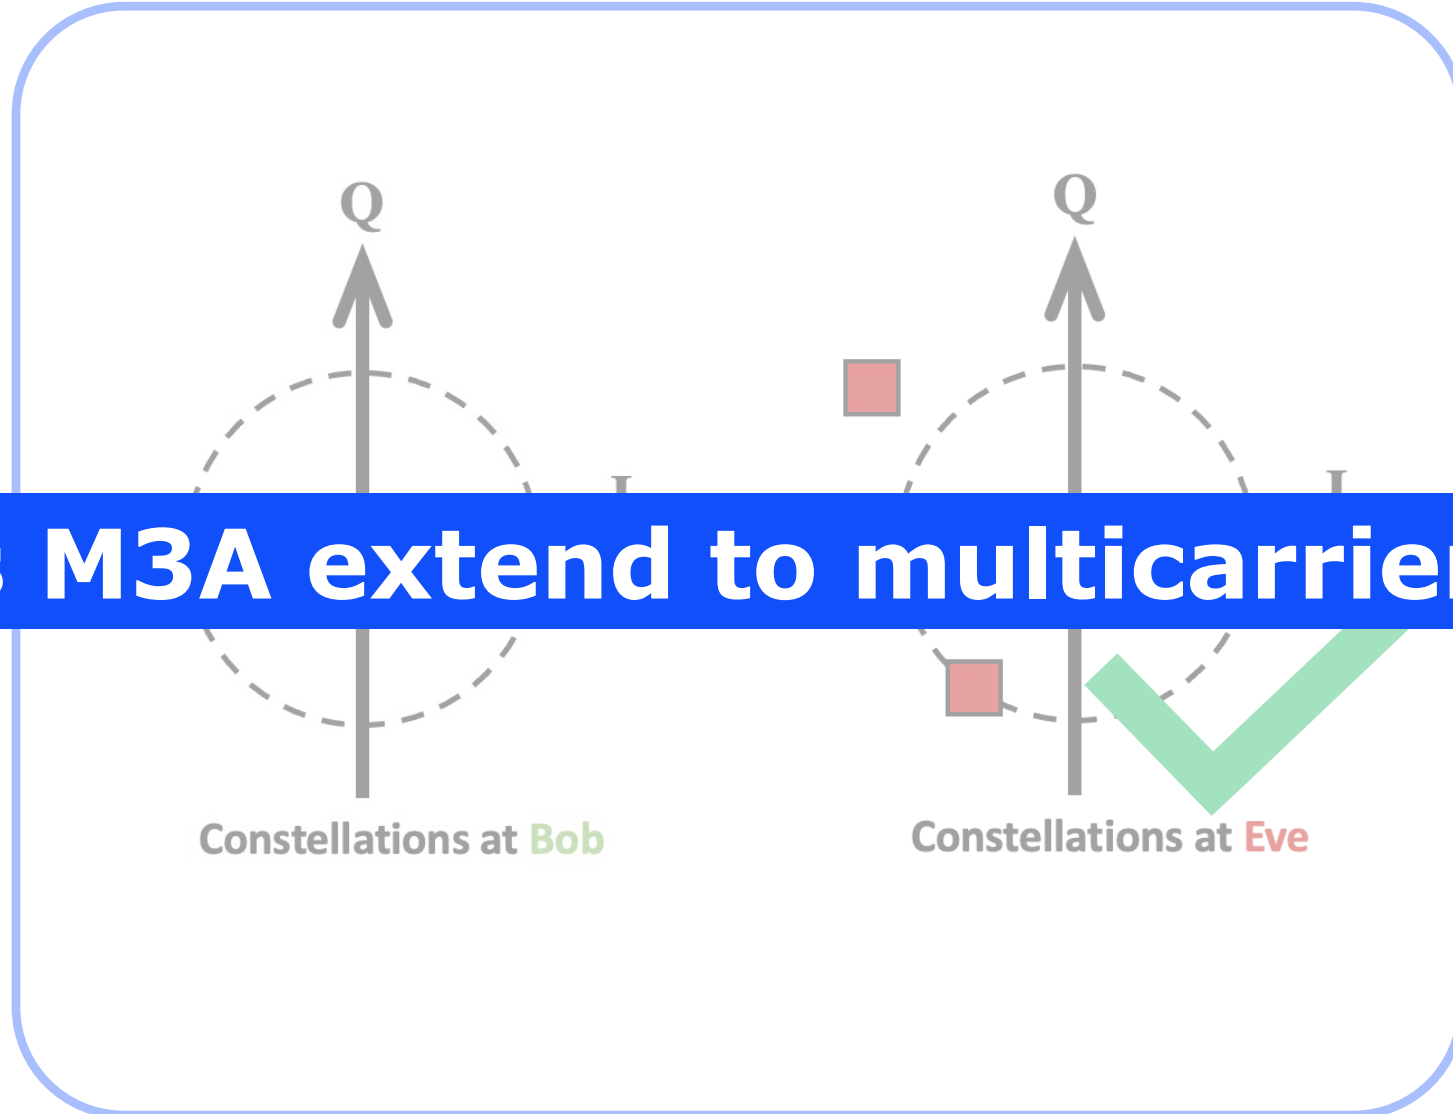 Q
Q
I
I
M3A extend to multicarrier
Constellations at Bob
Constellations at Eve